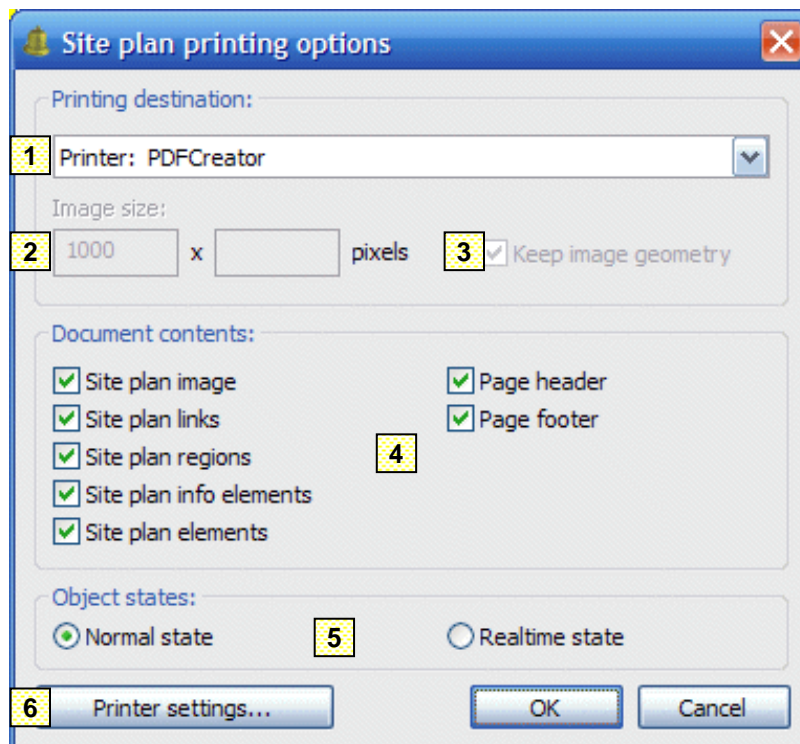 Site plan printing options
Printing destination:
1 Printer: PDFCreator
Image size:
2 1000 x pixels 3 Keep image geometry
Document contents:
Site plan image Page header
Site plan links Page footer
Site plan regions
4
Site plan info elements
Site plan elements
Object states:
Normal state 5 Realtime state
6 Printer settings... OK Cancel